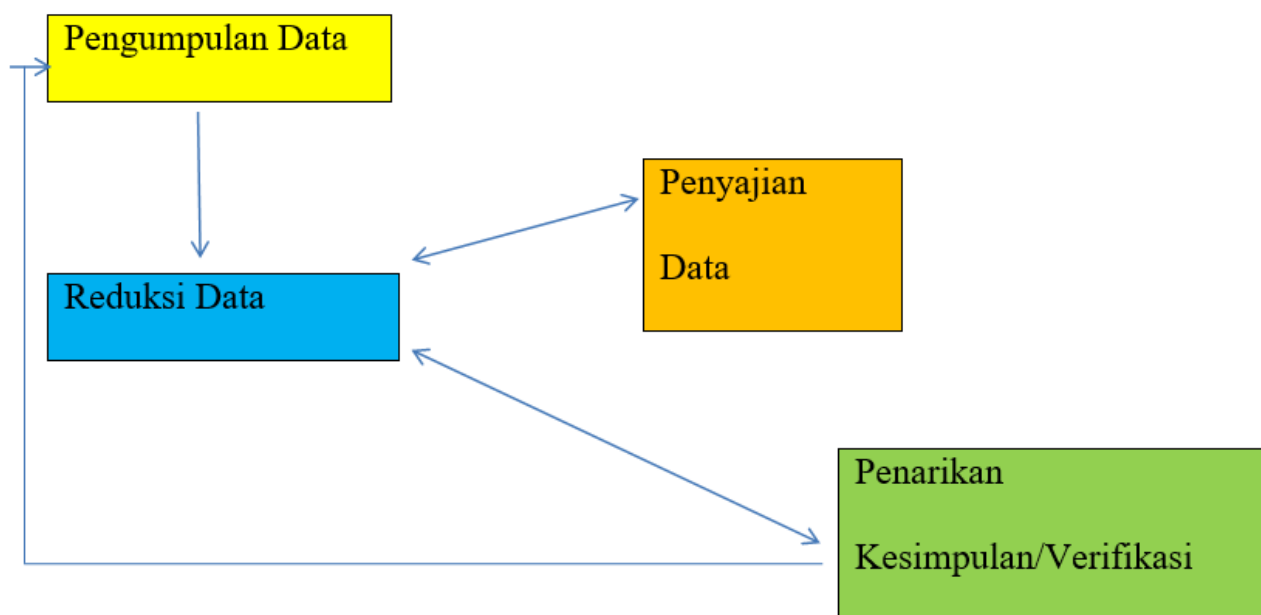 Pengumpulan Data
Penyajian
Data
Reduksi Data
Penarikan
Kesimpulan/Verifikasi